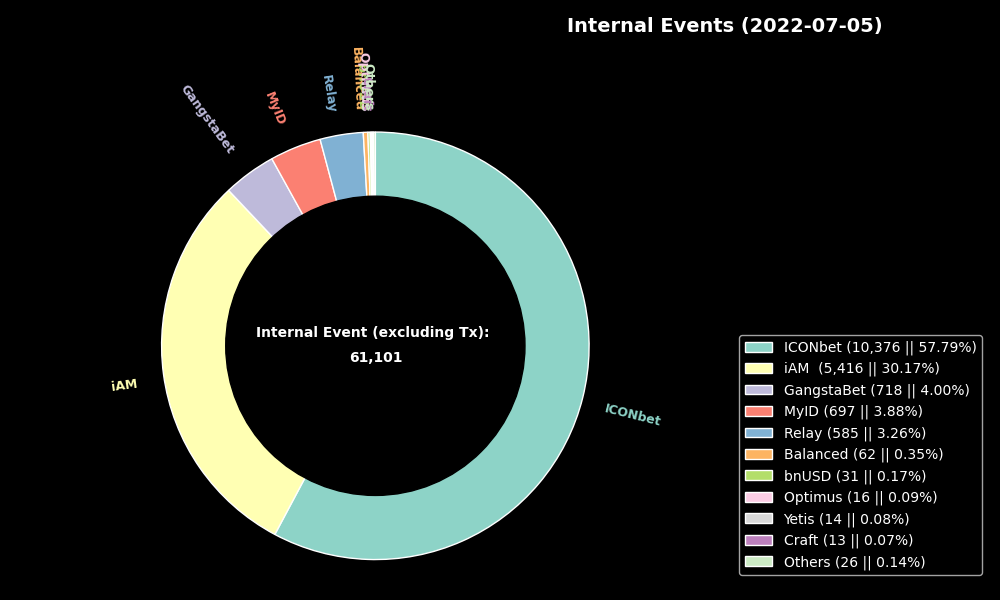 Internal Events (2022-07-05)
GangstaBet
MyID
Relay
Balanced
Optimus
Others
Internal Event (excluding Tx):
61,101
iAM
ICONbet
ICONbet (10,376 || 57.79%)
iAM  (5,416 || 30.17%)
GangstaBet (718 || 4.00%)
MyID (697 || 3.88%)
Relay (585 || 3.26%)
Balanced (62 || 0.35%)
bnUSD (31 || 0.17%)
Optimus (16 || 0.09%)
Yetis (14 || 0.08%)
Craft (13 || 0.07%)
Others (26 || 0.14%)